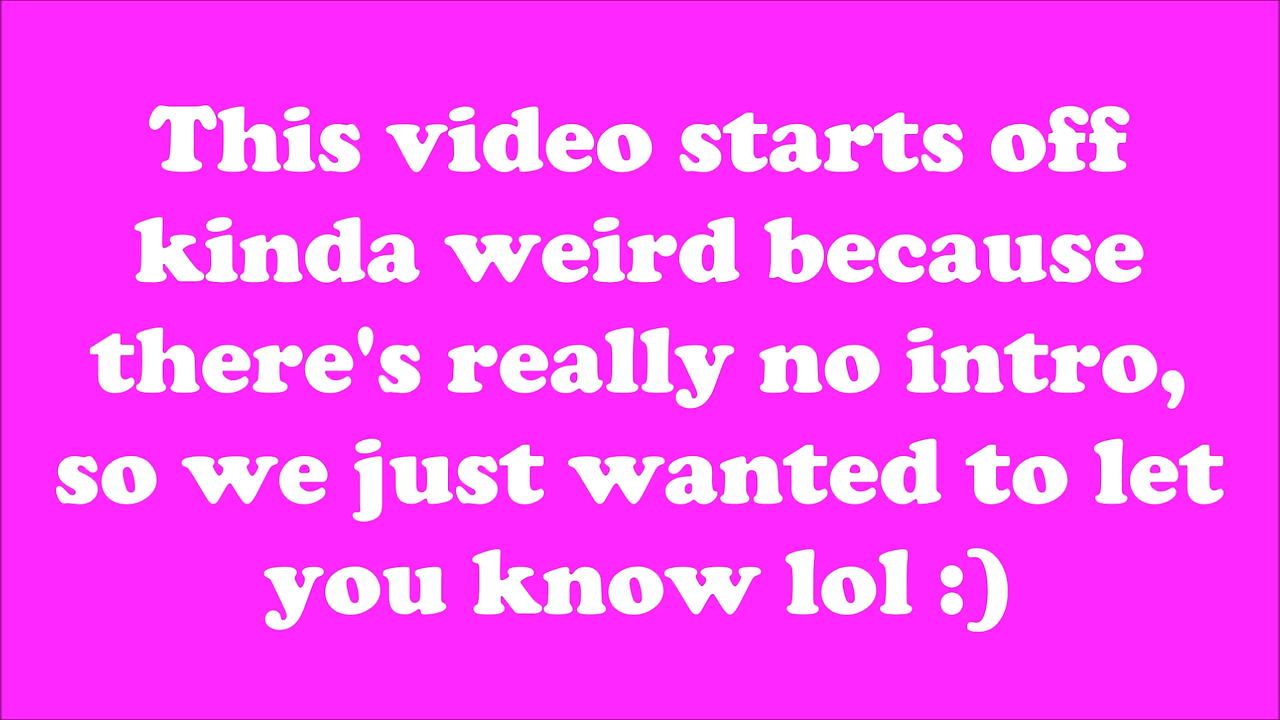 This video starts off
kinda weird because
there's really no intro,
so we just wanted to let
you know lol :)